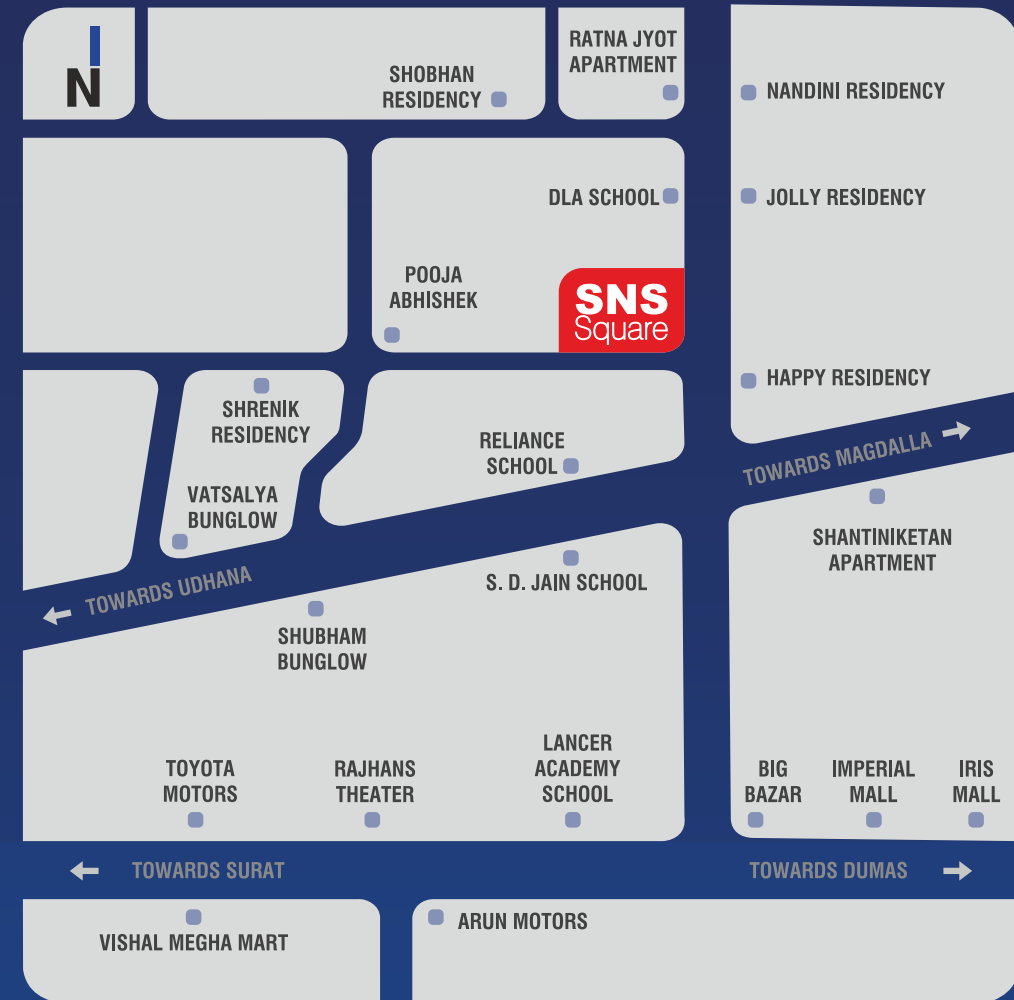 N
SHOBHAN
RESIDENCY
RATNA JYOT
APARTMENT
NANDINI RESIDENCY
DLA SCHOOL
JOLLY RESIDENCY
POOJA
ABHISHEK
SNS
Square
SHRENIK
RESIDENCY
HAPPY RESIDENCY
RELIANCE
SCHOOL
TOWARDS MAGDALLA
VATSALYA
BUNGLOW
SHANTINIKETAN
APARTMENT
TOWARDS UDHANA
S. D. JAIN SCHOOL
SHUBHAM
BUNGLOW
TOYOTA
MOTORS
RAJHANS
THEATER
LANCER
ACADEMY
SCHOOL
BIG
BAZAR
IMPERIAL
MALL
IRIS
MALL
TOWARDS SURAT
TOWARDS DUMAS
VISHAL MEGHA MART
ARUN MOTORS